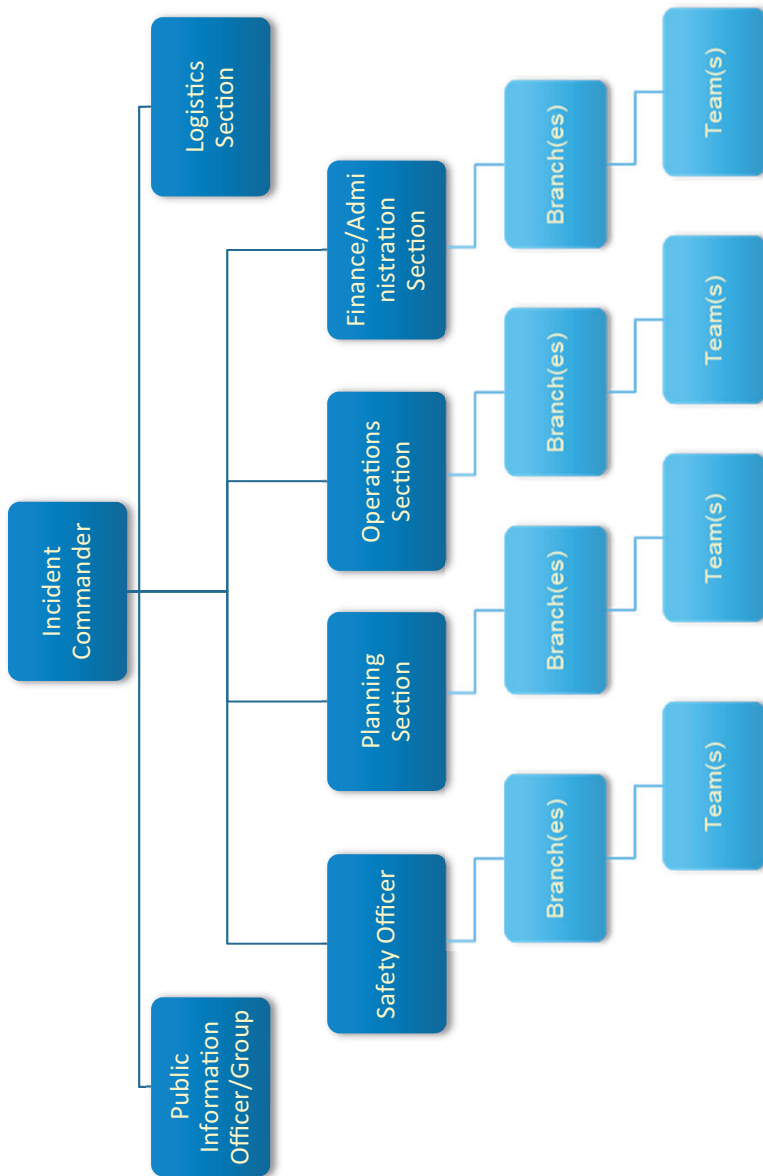 Incident
Commander
Public
Information
Officer/Group
Logistics
Section
Safety Officer
Planning
Section
Operations
Section
Finance/Admi
nistration
Section
Branch(es)
Branch(es)
Branch(es)
Branch(es)
Team(s)
Team(s)
Team(s)
Team(s)